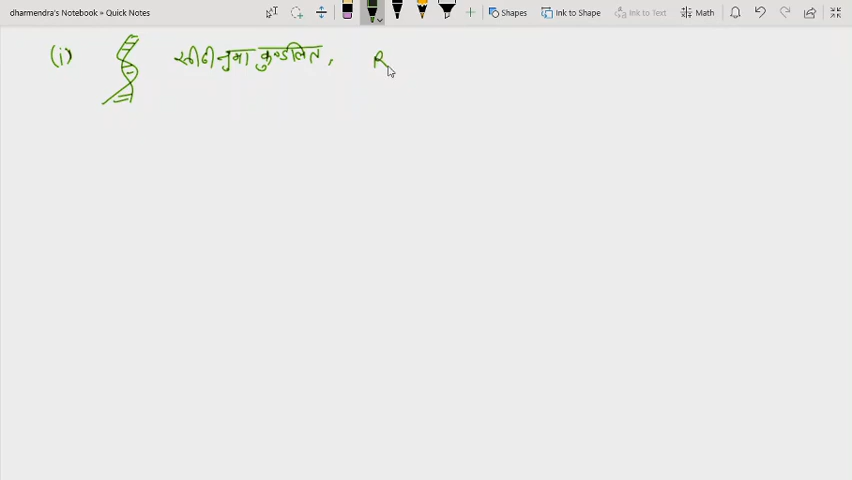 dharmendra's Notebook » Quick Notes
Shapes Ink to Shape Ink to Text Math
(i) सीढीनुमा कुण्डलित, R